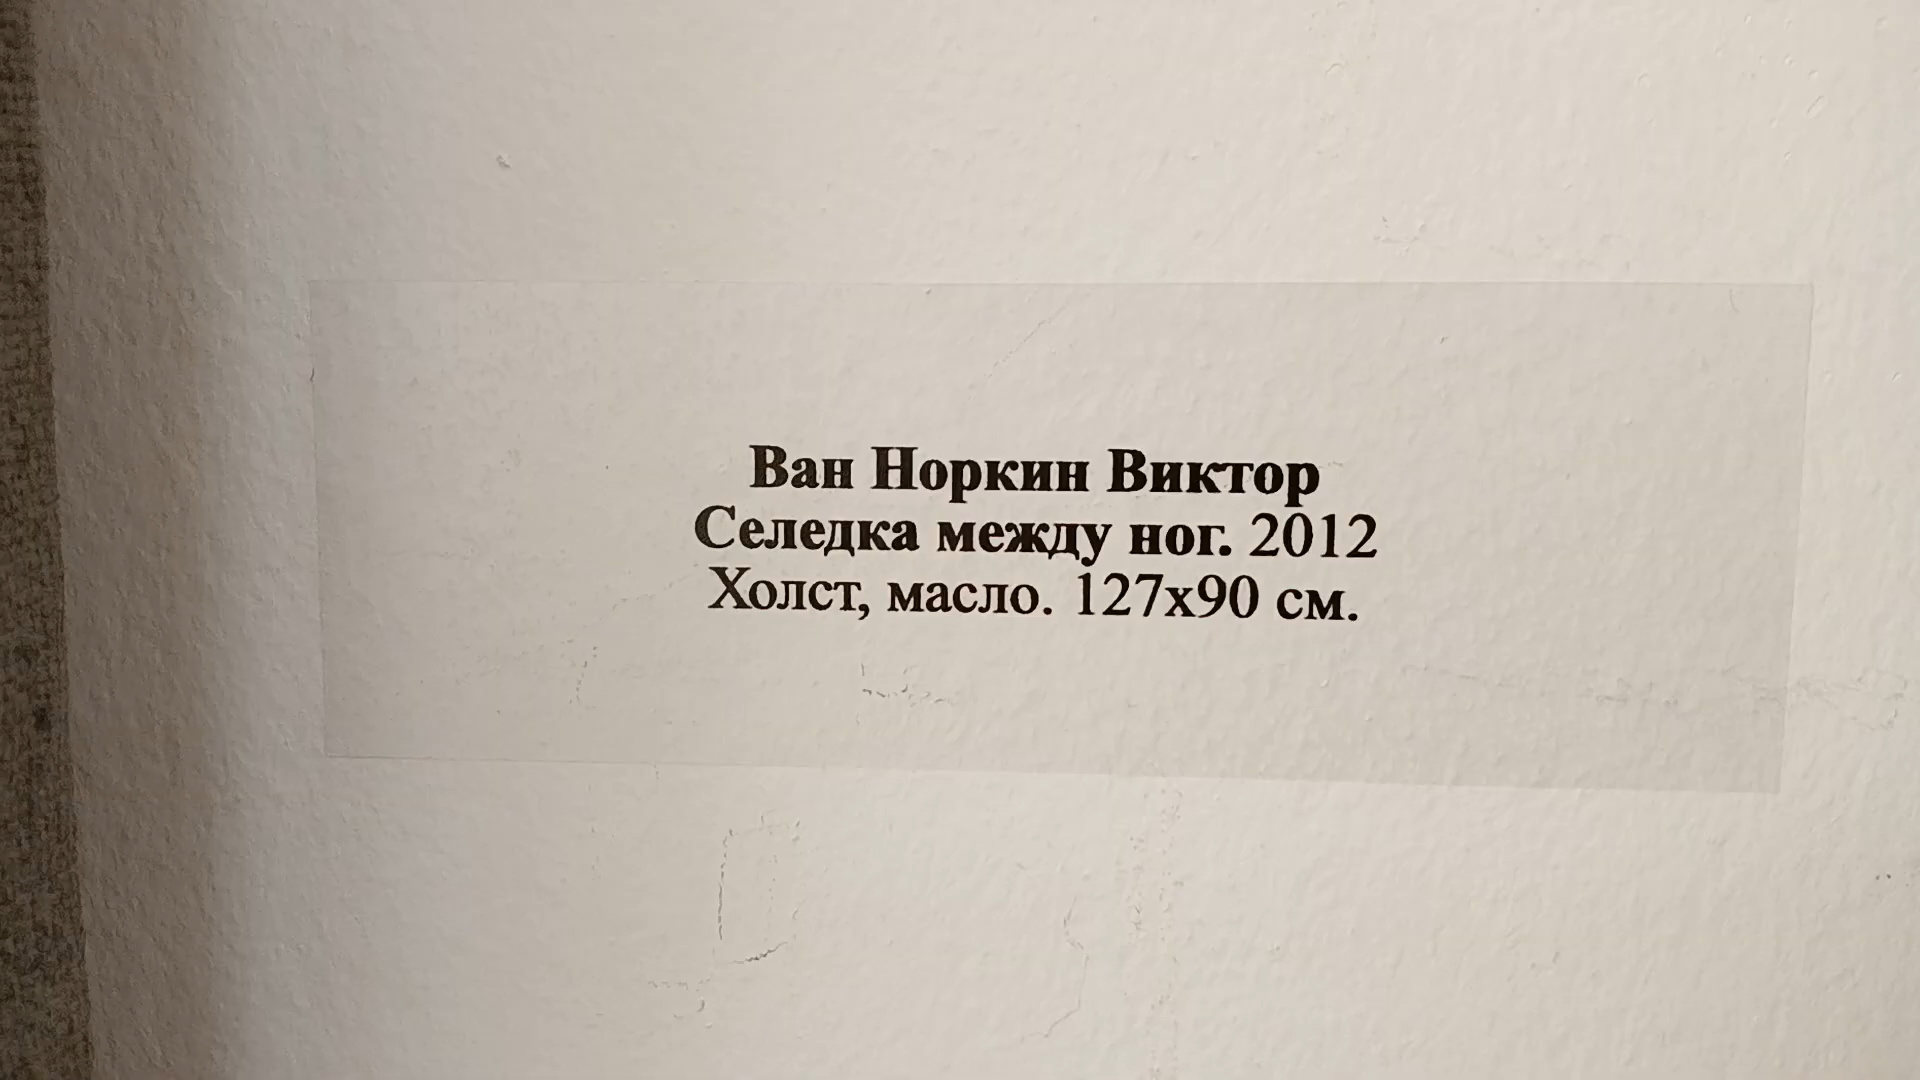 Ван Норкин Виктор
Селедка между ног. 2012
Холст, масло. 127х90 см.